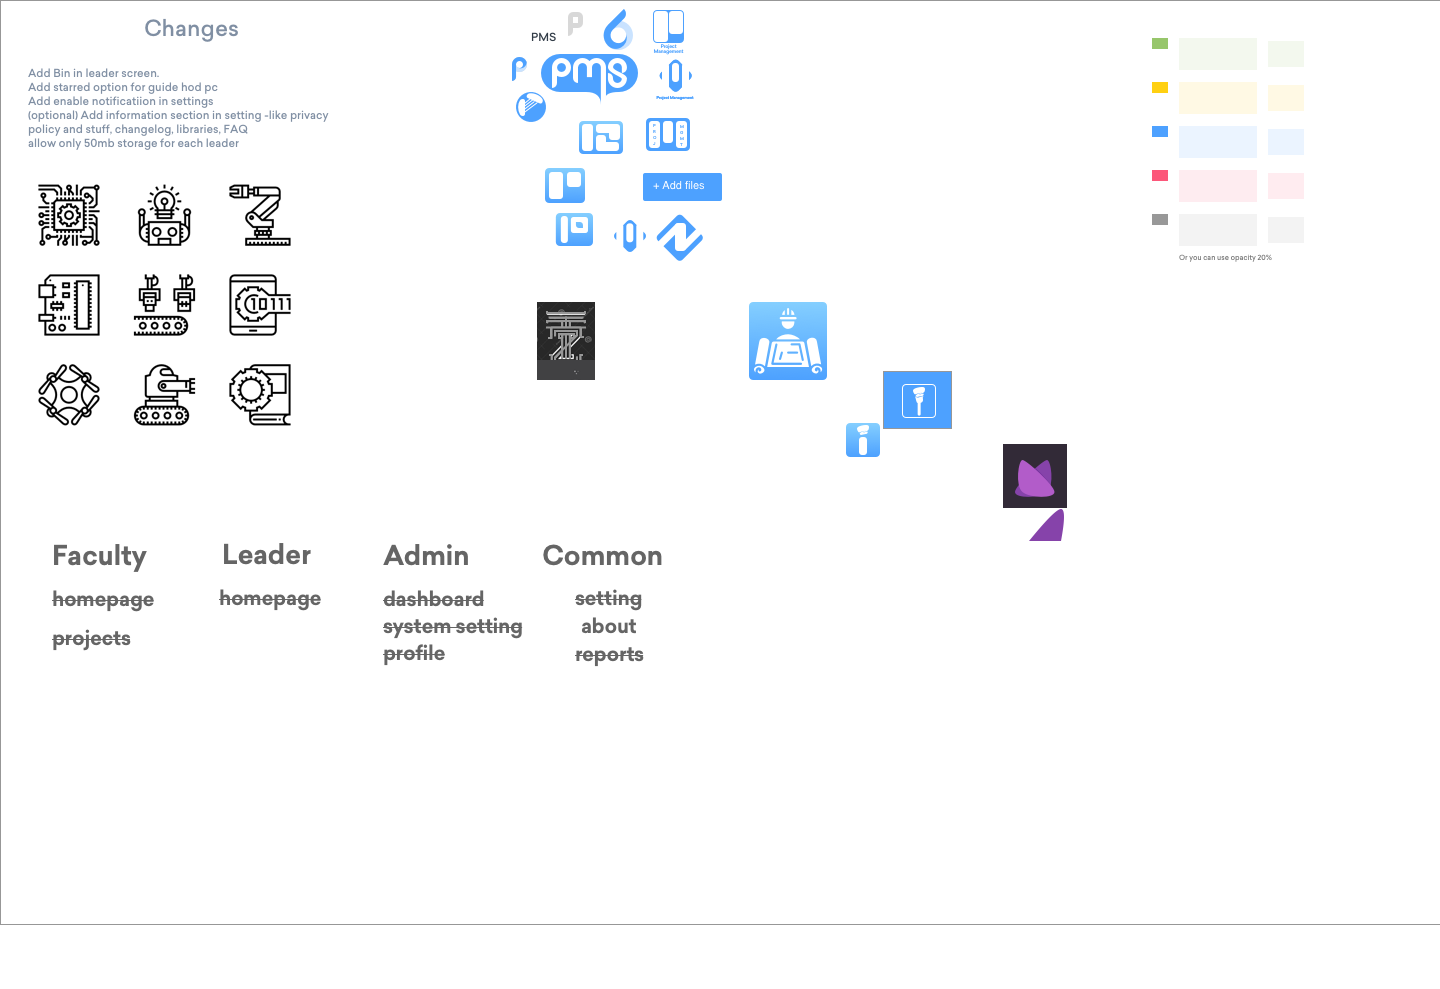 Changes
Add Bin in leader screen.
Add starred option for guide hod pc
Add enable notificatiion in settings
(optional) Add information section in setting -like privacy
policy and stuff, changelog, libraries, FAQ
allow only 50mb storage for each leader
PMS
P
Project
Management
P
pms
Project Management
PROJ
MGMT
+ Add files
Or you can use opacity 20%
10111
Faculty
homepage
projects
Leader
homepage
Admin
dashboard
system setting
profile
Common
setting
about
reports